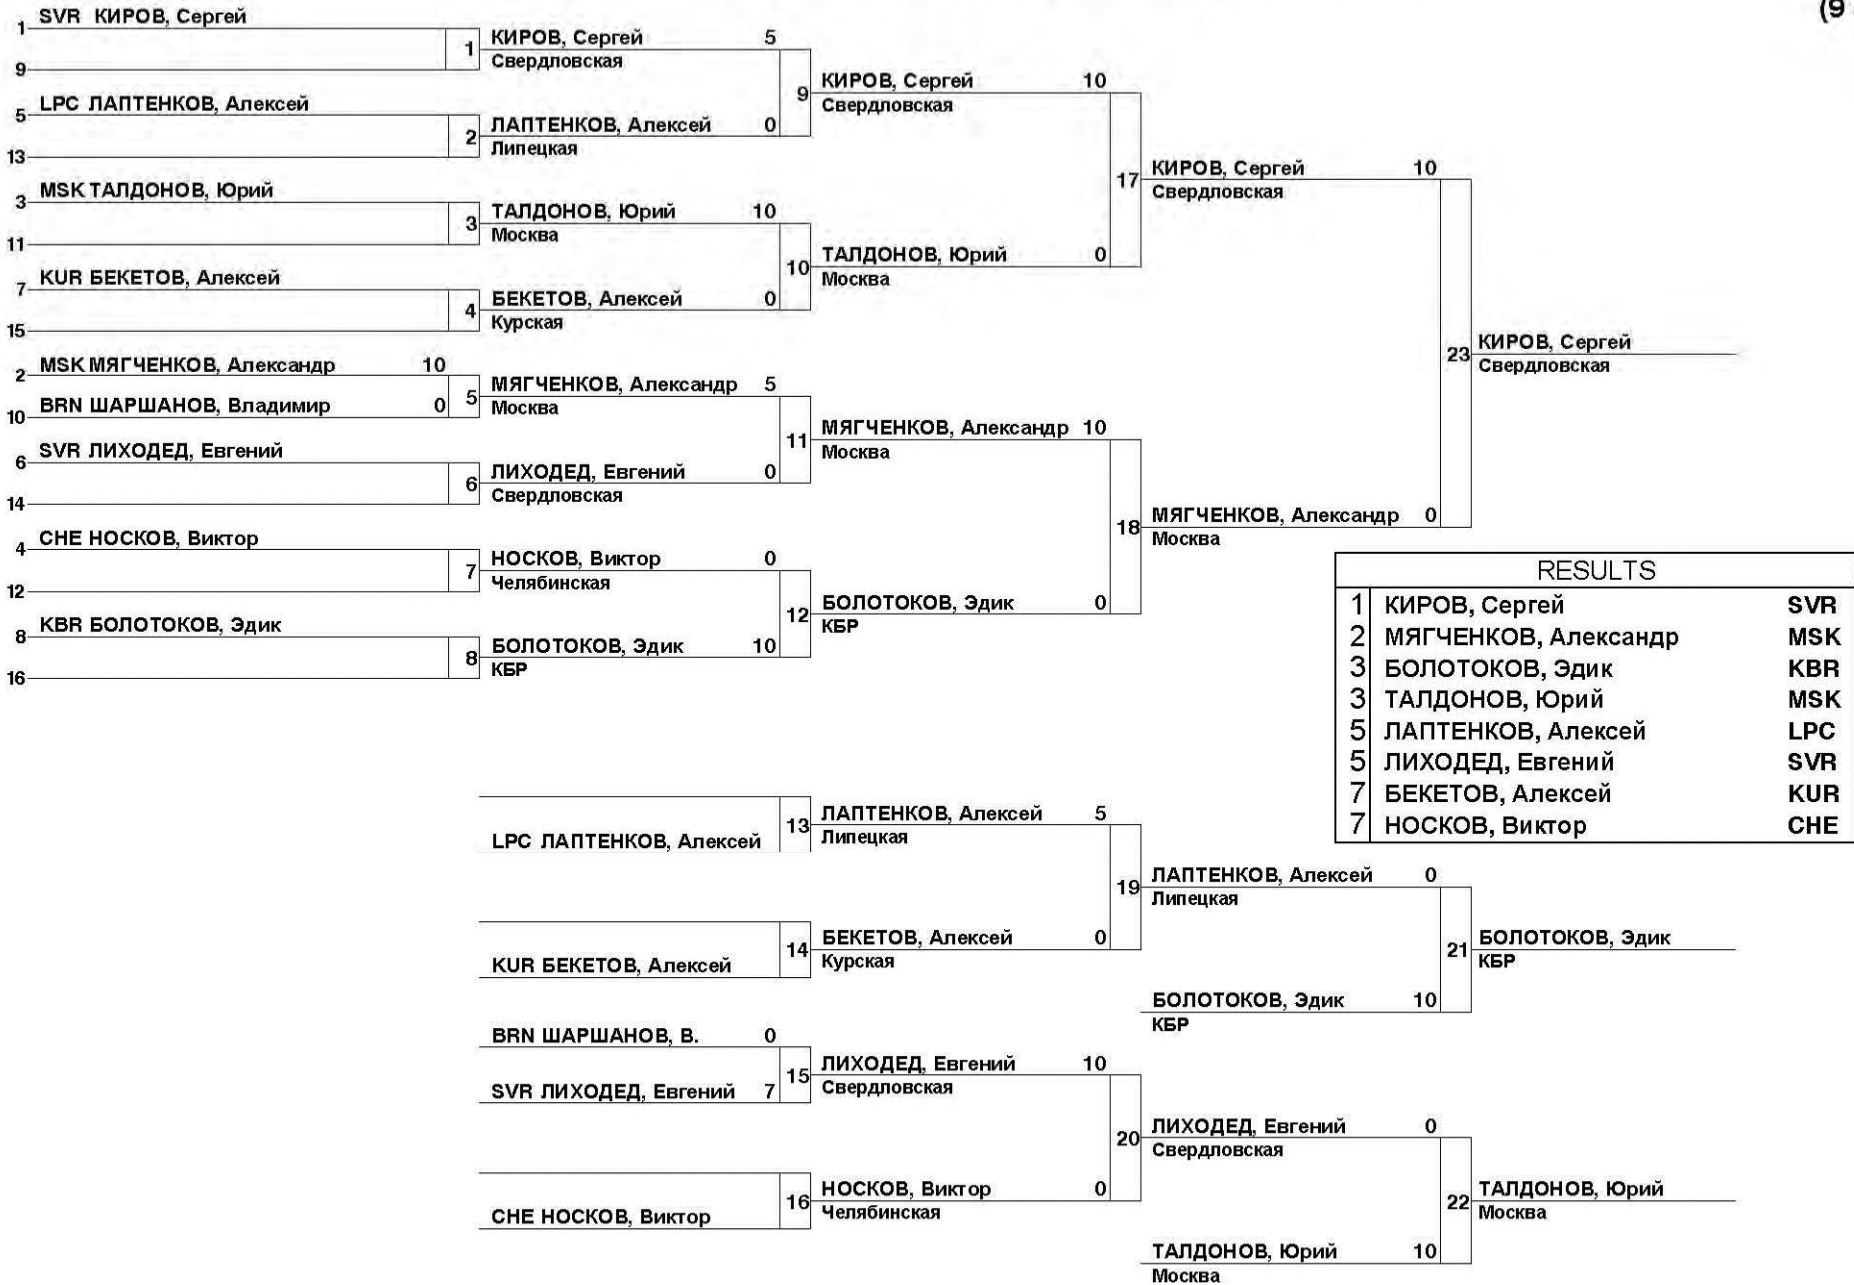 (9
1 SVR КИРОВ, Сергей
9
1 КИРОВ, Сергей 5
Свердловская
5 LPC ЛАПТЕНКОВ, Алексей
13
2 ЛАПТЕНКОВ, Алексей 0
Липецкая
3 MSK ТАЛДОНОВ, Юрий
11
3 ТАЛДОНОВ, Юрий 10
Москва
7 KUR БЕКЕТОВ, Алексей
15
4 БЕКЕТОВ, Алексей 0
Курская
2 MSK МЯГЧЕНКОВ, Александр 10
10 BRN ШАРШАНОВ, Владимир 0
5 МЯГЧЕНКОВ, Александр 5
Москва
6 SVR ЛИХОДЕД, Евгений
14
6 ЛИХОДЕД, Евгений 0
Свердловская
4 CHE НОСКОВ, Виктор
12
7 НОСКОВ, Виктор 0
Челябинская
8 KBR БОЛОТОКОВ, Эдик
16
8 БОЛОТОКОВ, Эдик 10
КБР
9 КИРОВ, Сергей 10
Свердловская
10 ТАЛДОНОВ, Юрий 0
Москва
11 МЯГЧЕНКОВ, Александр 10
Москва
12 БОЛОТОКОВ, Эдик 0
КБР
17 КИРОВ, Сергей 10
Свердловская
18 МЯГЧЕНКОВ, Александр 0
Москва
23 КИРОВ, Сергей
Свердловская
RESULTS
1 КИРОВ, Сергей SVR
2 МЯГЧЕНКОВ, Александр MSK
3 БОЛОТОКОВ, Эдик KBR
3 ТАЛДОНОВ, Юрий MSK
5 ЛАПТЕНКОВ, Алексей LPC
5 ЛИХОДЕД, Евгений SVR
7 БЕКЕТОВ, Алексей KUR
7 НОСКОВ, Виктор CHE
LPC ЛАПТЕНКОВ, Алексей
13 ЛАПТЕНКОВ, Алексей 5
Липецкая
KUR БЕКЕТОВ, Алексей
14 БЕКЕТОВ, Алексей 0
Курская
BRN ШАРШАНОВ, В. 0
SVR ЛИХОДЕД, Евгений 7
15 ЛИХОДЕД, Евгений 10
Свердловская
CHE НОСКОВ, Виктор
16 НОСКОВ, Виктор 0
Челябинская
19 ЛАПТЕНКОВ, Алексей 0
Липецкая
БОЛОТОКОВ, Эдик 10
КБР
20 ЛИХОДЕД, Евгений 0
Свердловская
ТАЛДОНОВ, Юрий 10
Москва
21 БОЛОТОКОВ, Эдик
КБР
22 ТАЛДОНОВ, Юрий
Москва